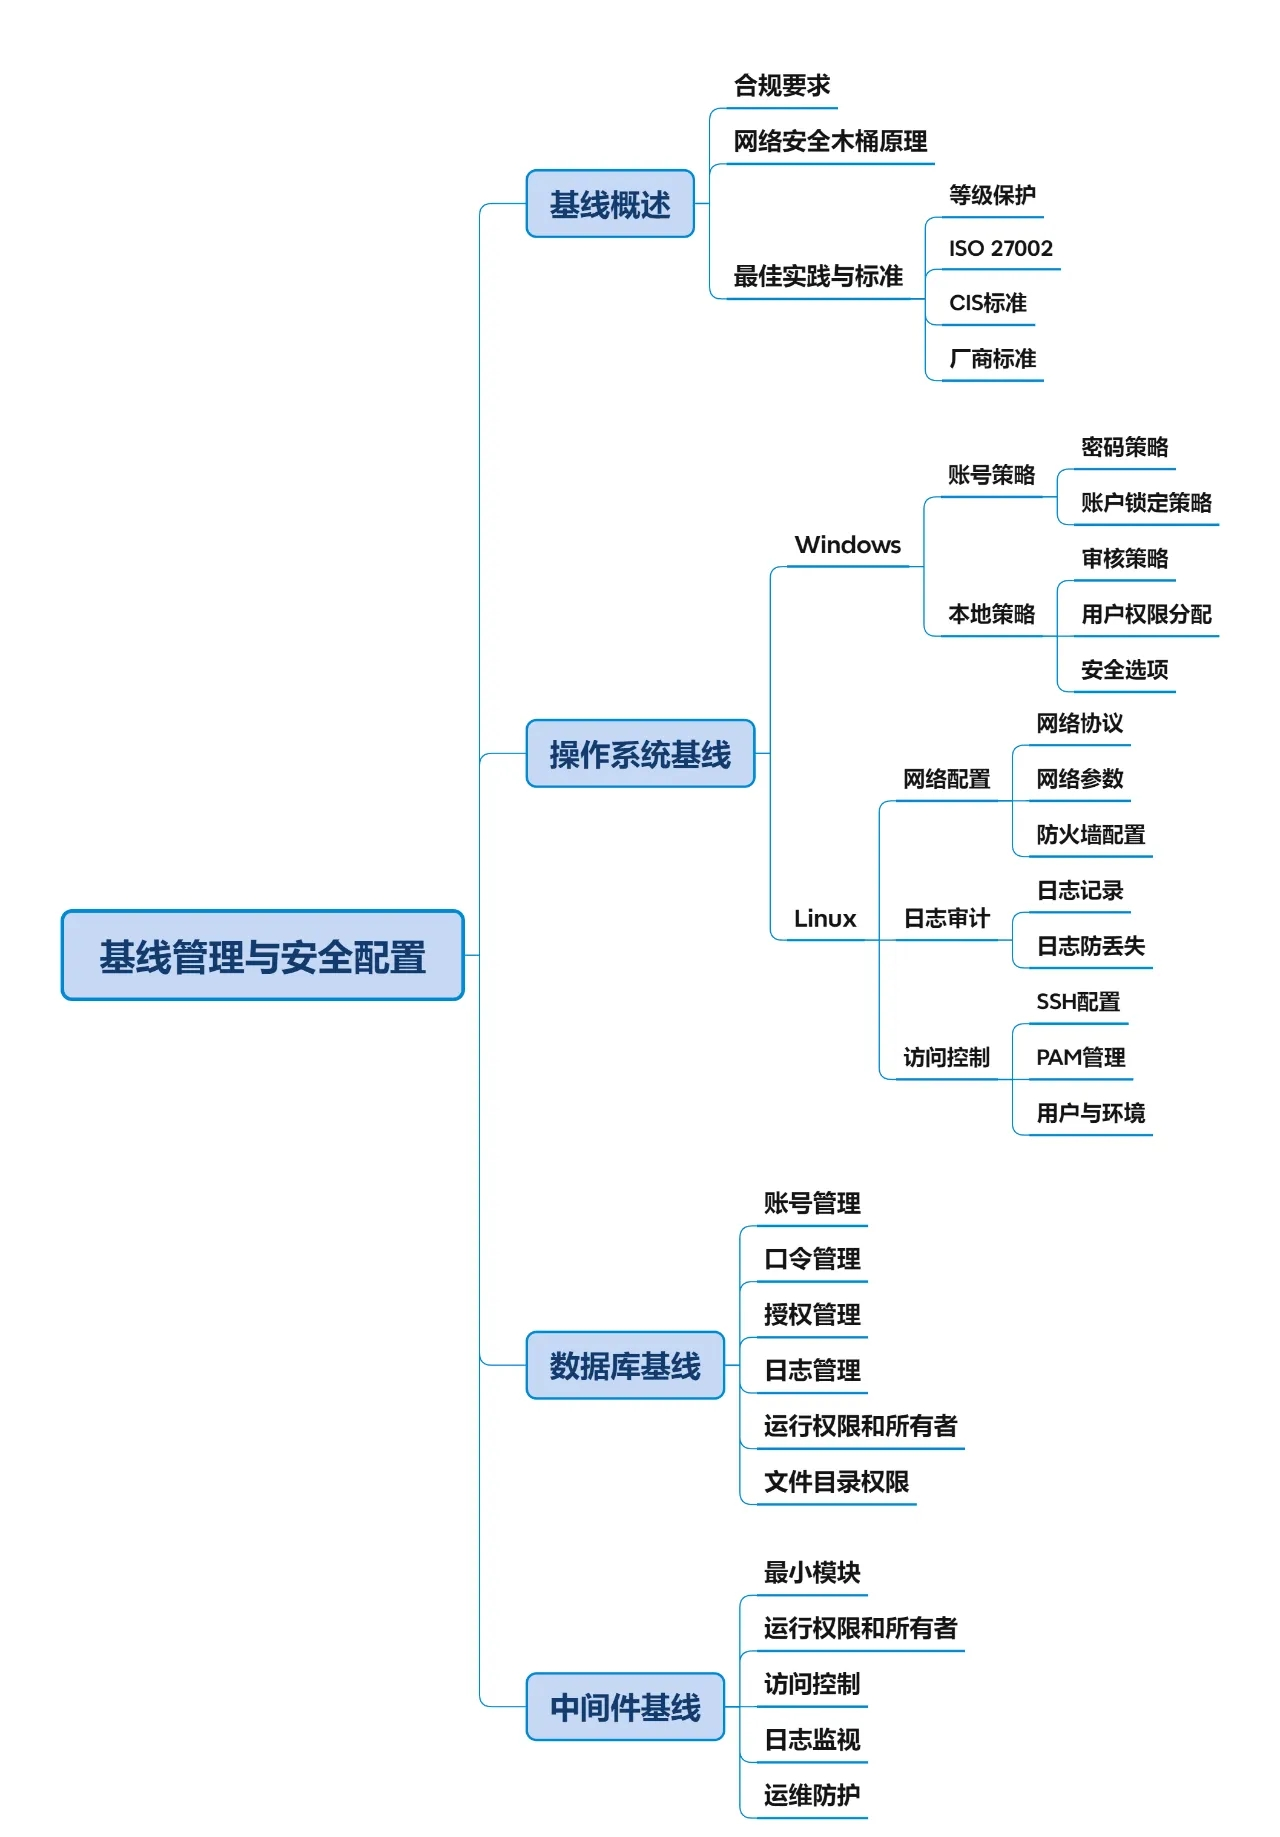 基线管理与安全配置
基线概述
合规要求
网络安全木桶原理
最佳实践与标准
等级保护
ISO 27002
CIS标准
厂商标准
操作系统基线
Windows
账号策略
密码策略
账户锁定策略
本地策略
审核策略
用户权限分配
安全选项
Linux
网络配置
网络协议
网络参数
防火墙配置
日志审计
日志记录
日志防丢失
访问控制
SSH配置
PAM管理
用户与环境
数据库基线
账号管理
口令管理
授权管理
日志管理
运行权限和所有者
文件目录权限
中间件基线
最小模块
运行权限和所有者
访问控制
日志监视
运维防护